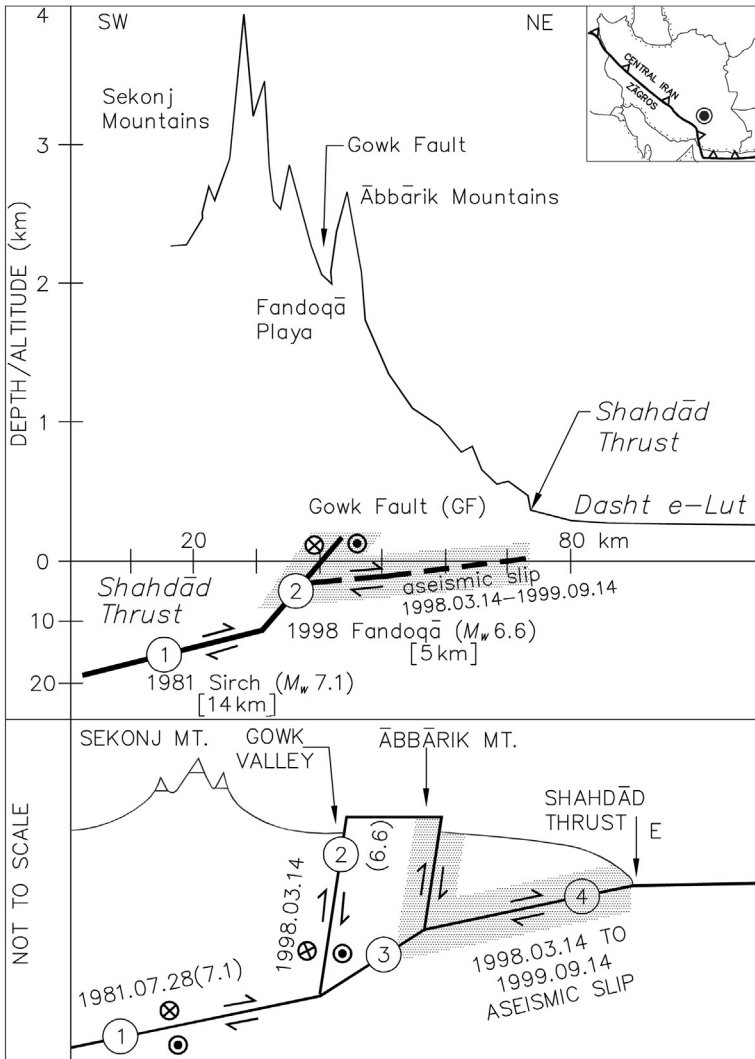 SW
NE
4
3
2
1
0
10
20
DEPTH/ALTITUDE (km)
CENTRAL IRAN
ZĀGROS
Sekonj
Mountains
Gowk Fault
Ābbārik Mountains
Fandoqā
Playa
Shahdād
Thrust
Dasht e-Lut
Gowk Fault (GF)
20
80 km
Shahdād
Thrust
aseismic slip
1998.03.14-1999.09.14
2
1998 Fandoqā (Mw 6.6)
[5 km]
1
1981 Sirch (Mw 7.1)
[14 km]
NOT TO SCALE
SEKONJ MT.
GOWK
VALLEY
ĀBBĀRIK MT.
SHAHDĀD
THRUST
E
2
(6.6)
1998.03.14
3
4
1998.03.14 TO
1999.09.14
ASEISMIC SLIP
1981.07.28(7.1)
1